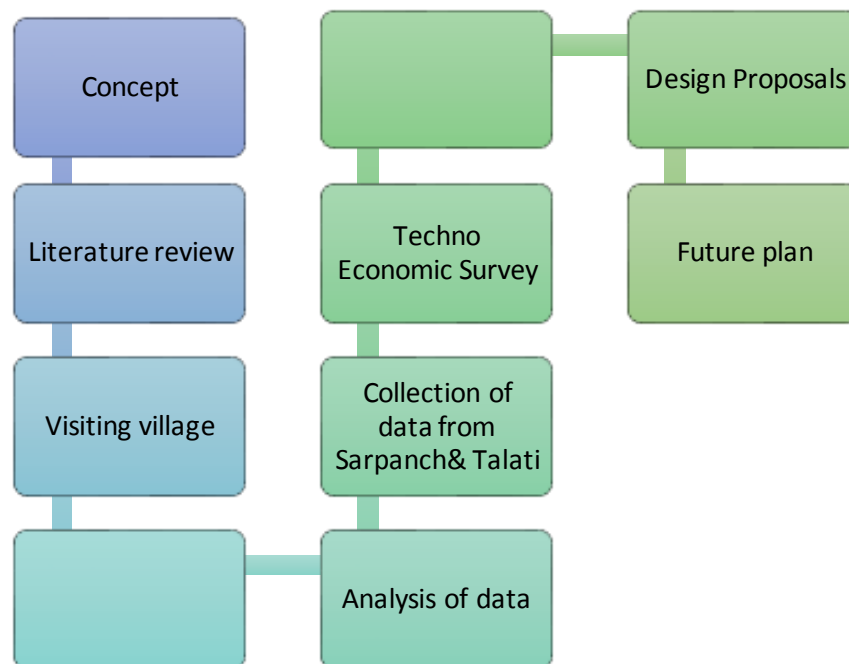 Concept
Literature review
Visiting village
Analysis of data
Collection of
data from
Sarpanch& Talati
Techno
Economic Survey
Design Proposals
Future plan